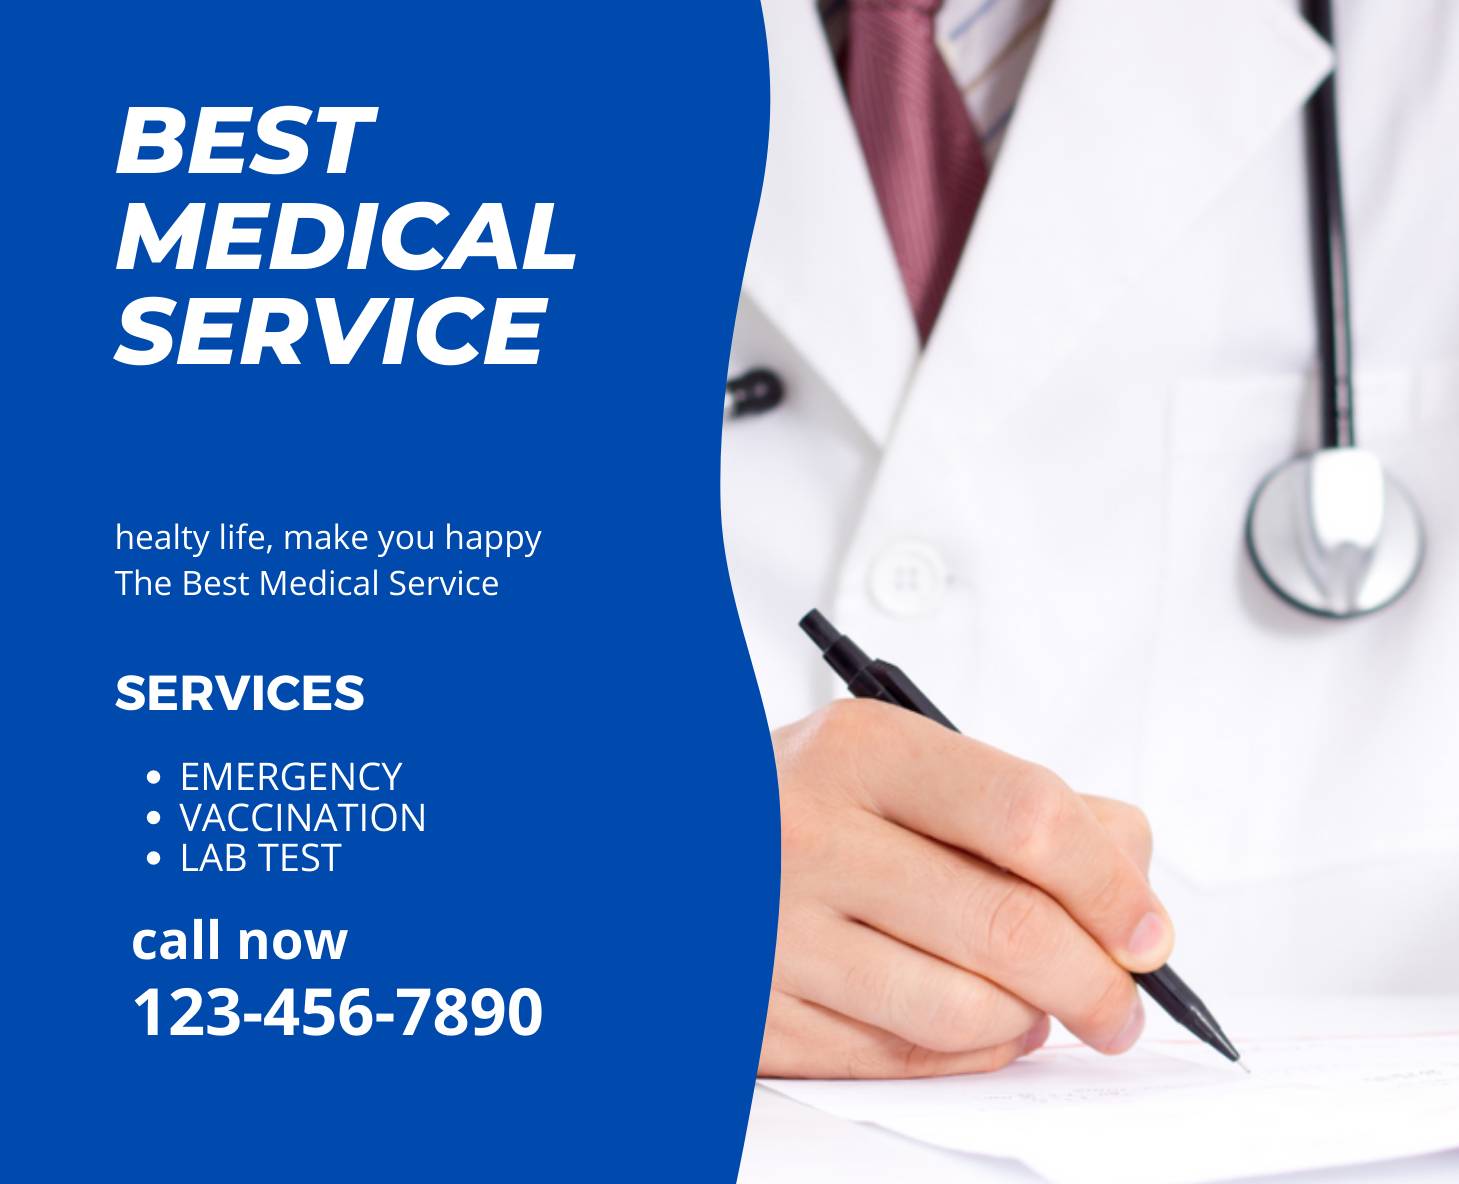 BEST
MEDICAL
SERVICE
healty life, make you happy
The Best Medical Service
SERVICES
• EMERGENCY
• VACCINATION
• LAB TEST
call now
123-456-7890